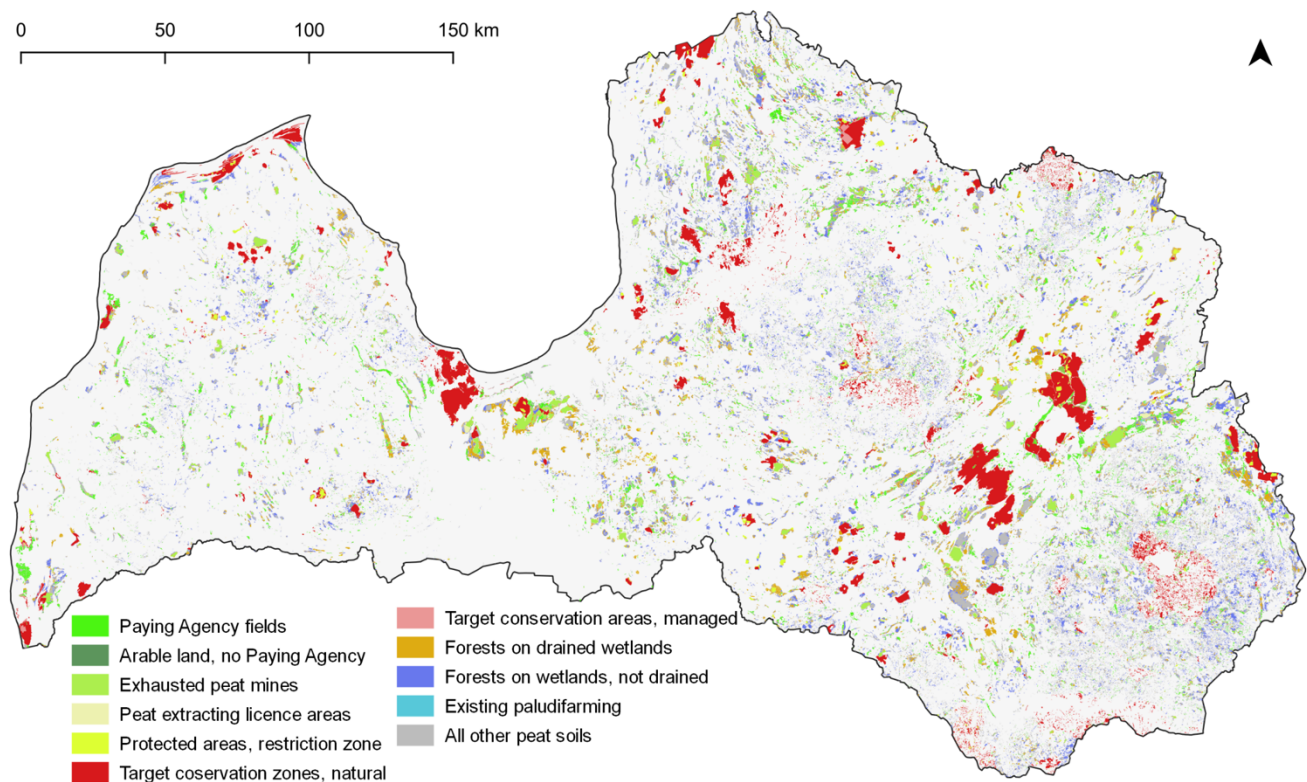 0 50 100 150 km
Paying Agency fields
Arable land, no Paying Agency
Exhausted peat mines
Peat extracting licence areas
Protected areas, restriction zone
Target coservation zones, natural
Target conservation areas, managed
Forests on drained wetlands
Forests on wetlands, not drained
Existing paludifarming
All other peat soils